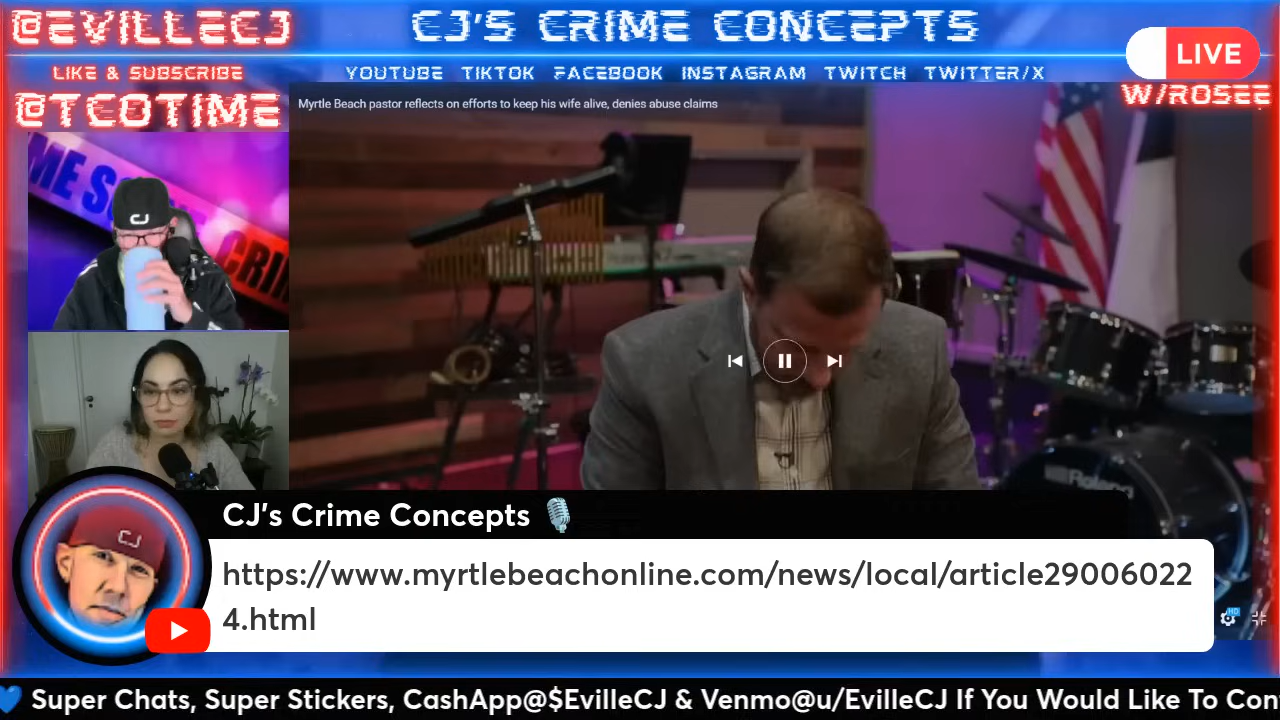 @EVILLECJ
CJ'S CRIME CONCEPTS
LIVE
LIKE & SUBSCRIBE
YOUTUBE TIKTOK FACEBOOK INSTAGRAM TWITCH TWITTER/X
@TCOTIME
W/ROSEE
Myrtle Beach pastor reflects on efforts to keep his wife alive, denies abuse claims
CJ
Roland
CJ
CJ's Crime Concepts 🎙️
https://www.myrtlebeachonline.com/news/local/article29006022
4.html
HD
💙 Super Chats, Super Stickers, CashApp@$EvilleCJ & Venmo@u/EvilleCJ If You Would Like To